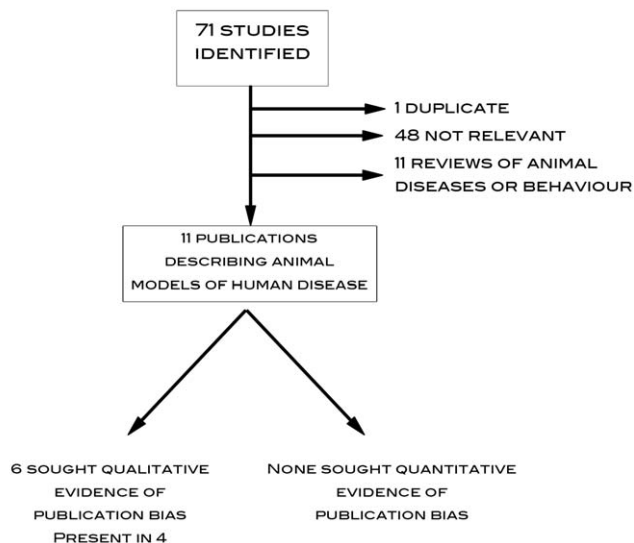 71 STUDIES
IDENTIFIED
1 DUPLICATE
48 NOT RELEVANT
11 REVIEWS OF ANIMAL
DISEASES OR BEHAVIOUR
11 PUBLICATIONS
DESCRIBING ANIMAL
MODELS OF HUMAN DISEASE
6 SOUGHT QUALITATIVE
EVIDENCE OF
PUBLICATION BIAS
PRESENT IN 4
NONE SOUGHT QUANTITATIVE
EVIDENCE OF
PUBLICATION BIAS